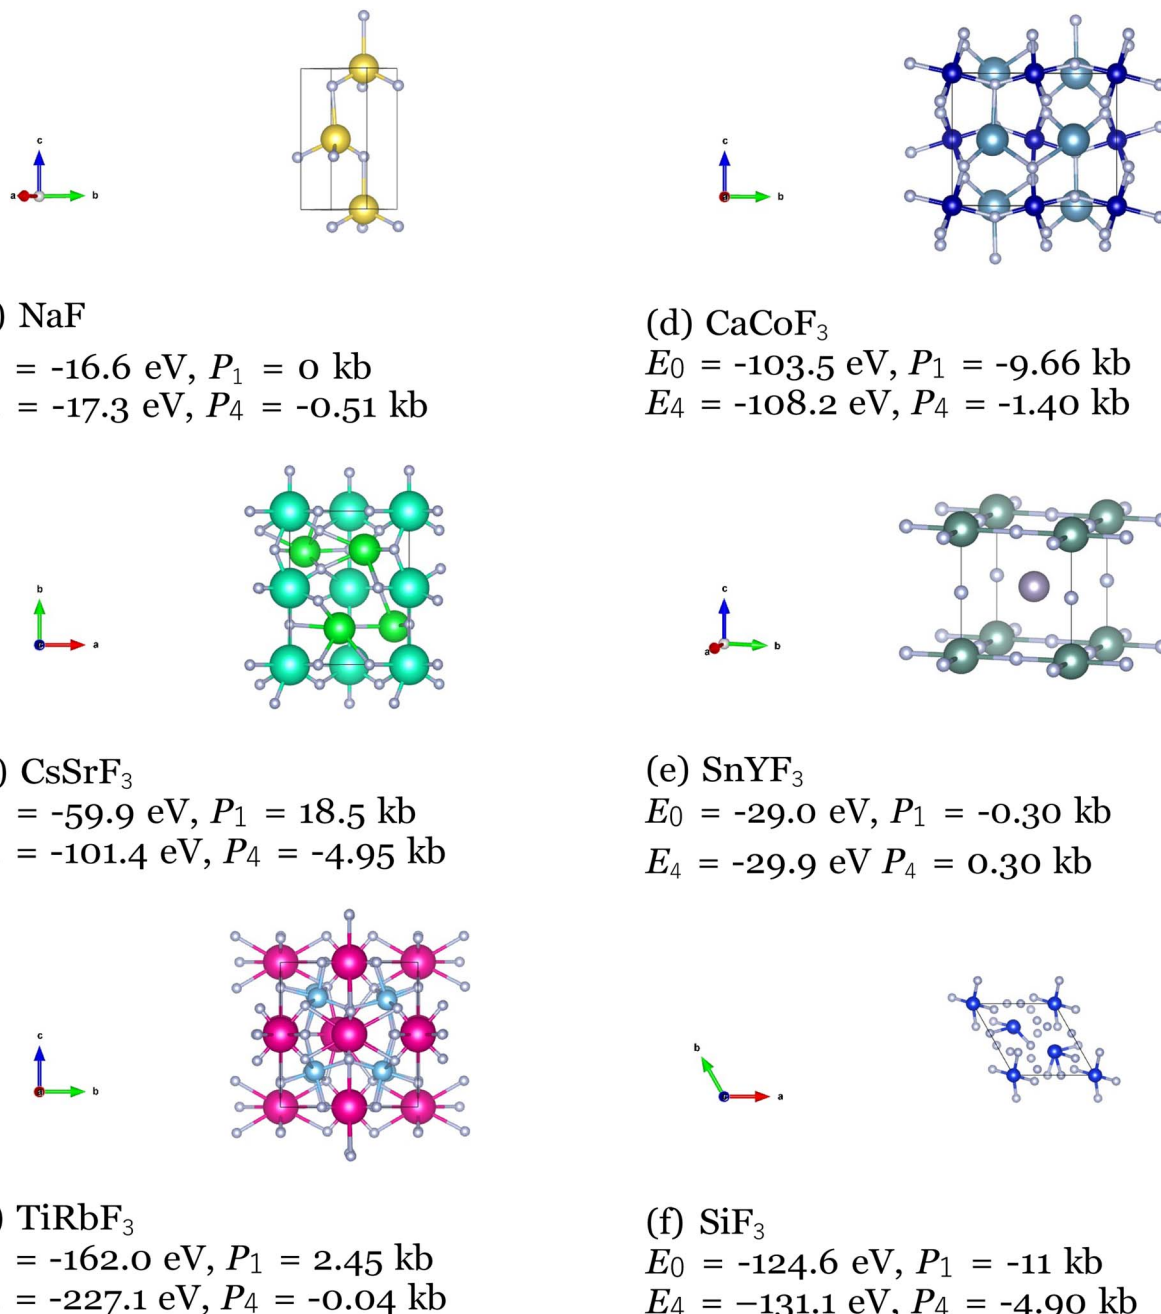 c
a b
c
a b
) NaF
= -16.6 eV, P₁ = 0 kb
= -17.3 eV, P4 = -0.51 kb
(d) CaCoF₃
E0 = -103.5 eV, P1 = -9.66 kb
E4 = -108.2 eV, P4 = -1.40 kb
b
c a
c
a b
) CsSrF₃
= -59.9 eV, P1 = 18.5 kb
= -101.4 eV, P4 = -4.95 kb
(e) SnYF₃
E0 = -29.0 eV, P1 = -0.30 kb
E₄ = -29.9 eV P₄ = 0.30 kb
c
a b
b
c a
) TiRbF₃
= -162.0 eV, P1 = 2.45 kb
= -227.1 eV, P4 = -0.04 kb
(f) SiF₃
E0 = -124.6 eV, P1 = -11 kb
E4 = −131.1 eV, P4 = -4.90 kb